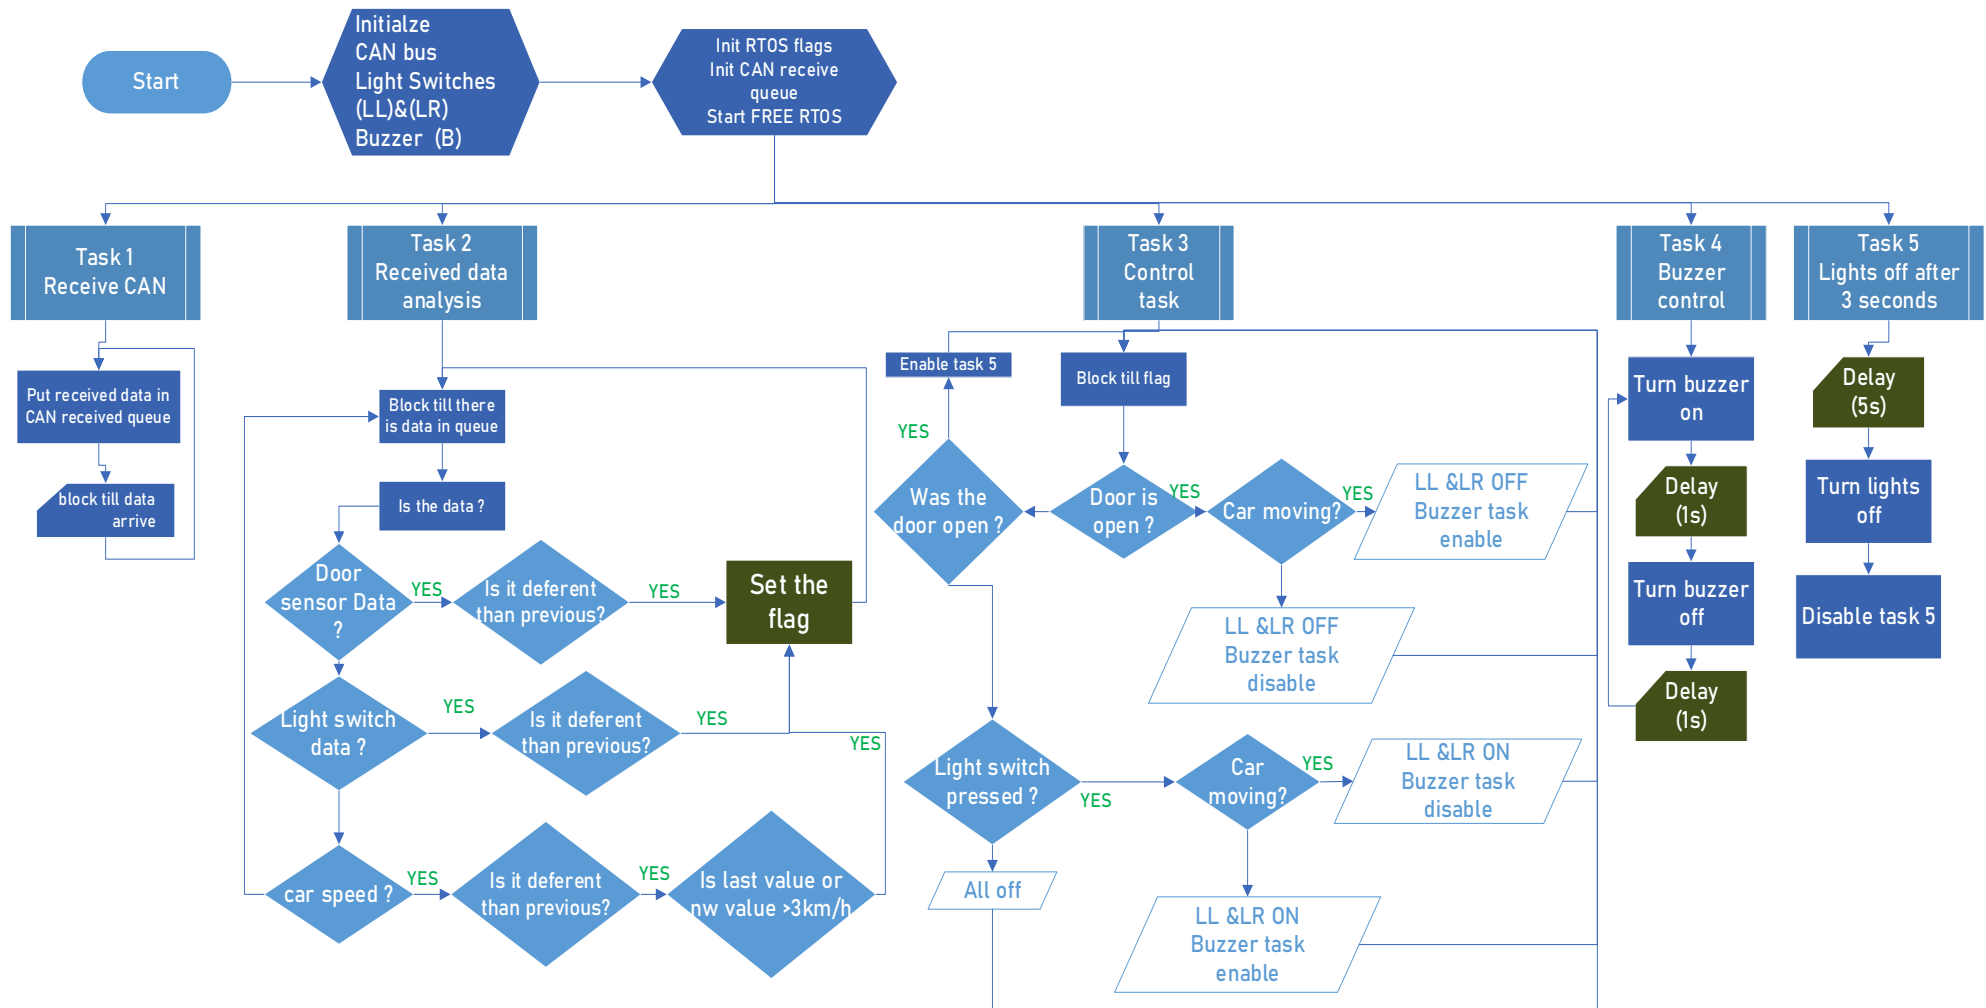 Start
Initialze
CAN bus
Light Switches
(LL)&(LR)
Buzzer (B)
Init RTOS flags
Init CAN receive
queue
Start FREE RTOS
Task 1
Receive CAN
Put received data in
CAN received queue
block till data
arrive
Task 2
Received data
analysis
Block till there
is data in queue
Is the data ?
Door
sensor Data
?
YES
Is it deferent
than previous?
YES
Set the
flag
Light switch
data ?
YES
Is it deferent
than previous?
YES
YES
car speed ?
YES
Is it deferent
than previous?
YES
Is last value or
nw value >3km/h
Task 3
Control
task
Enable task 5
Block till flag
YES
Was the
door open ?
Door is
open ?
YES
Car moving?
YES
LL &LR OFF
Buzzer task
enable
LL &LR OFF
Buzzer task
disable
Light switch
pressed ?
YES
Car
moving?
YES
LL &LR ON
Buzzer task
disable
All off
LL &LR ON
Buzzer task
enable
Task 4
Buzzer
control
Turn buzzer
on
Delay
(1s)
Turn buzzer
off
Delay
(1s)
Task 5
Lights off after
3 seconds
Delay
(5s)
Turn lights
off
Disable task 5